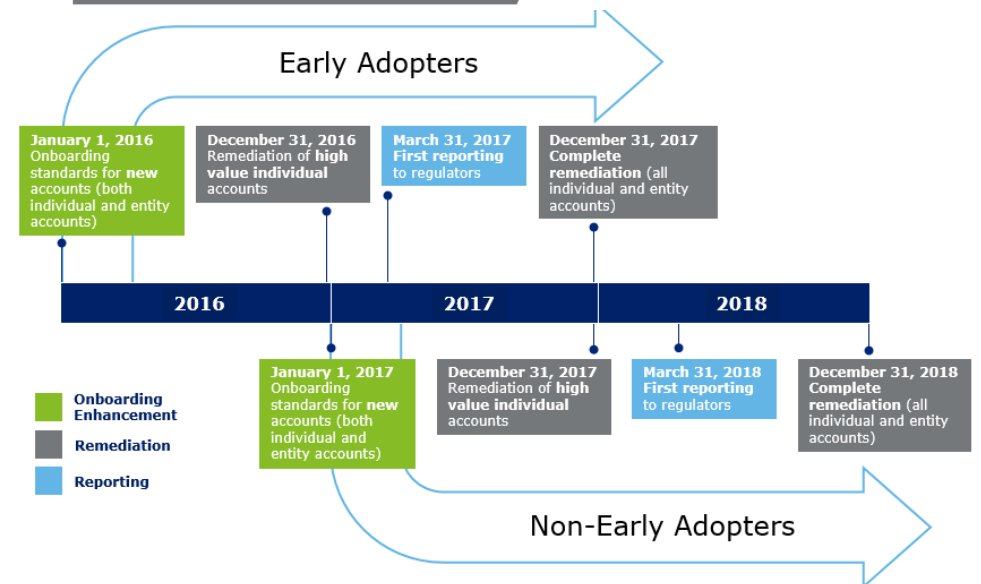 Early Adopters
January 1, 2016
Onboarding
standards for new
accounts (both
individual and entity
accounts)
December 31, 2016
Remediation of high
value individual
accounts
March 31, 2017
First reporting
to regulators
December 31, 2017
Complete
remediation (all
individual and entity
accounts)
2016
2017
2018
January 1, 2017
Onboarding
standards for new
accounts (both
individual and
entity accounts)
December 31, 2017
Remediation of high
value individual
accounts
March 31, 2018
First reporting
to regulators
December 31, 2018
Complete
remediation (all
individual and entity
accounts)
Onboarding
Enhancement
Remediation
Reporting
Non-Early Adopters